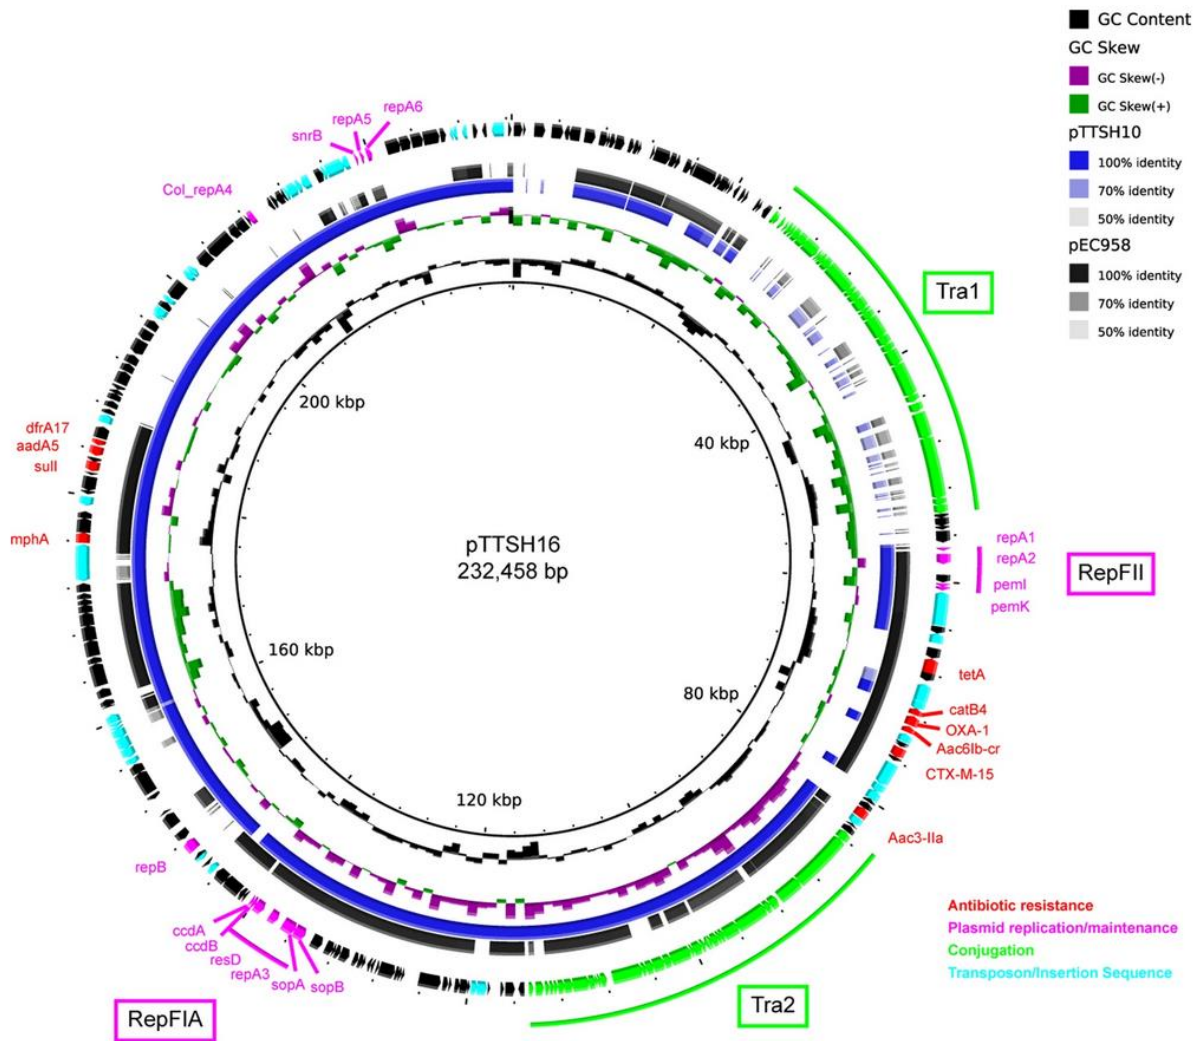 GC Content
GC Skew
GC Skew(-)
GC Skew(+)
pTTSH10
100% identity
70% identity
50% identity
pEC958
100% identity
70% identity
50% identity
repA6
repA5
snrB
Col_repA4
Tra1
200 kbp
40 kbp
dfrA17
aadA5
sulI
mphA
pTTSH16
232,458 bp
repA1
repA2
pemI
pemK
RepFII
160 kbp
80 kbp
tetA
catB4
OXA-1
Aac6Ib-cr
CTX-M-15
120 kbp
Aac3-IIa
repB
ccdA
ccdB
resD
repA3
sopA
sopB
RepFIA
Tra2
Antibiotic resistance
Plasmid replication/maintenance
Conjugation
Transposon/Insertion Sequence